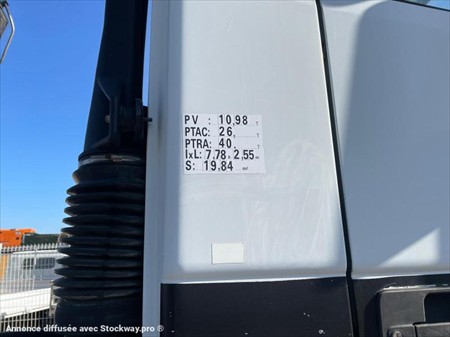 PV : 10,98 T
PTAC: 26, T
PTRA: 40, T
lxL: 7,78 x 2,55 m
S: 19,84 m²
Annonce diffusée avec Stockway.pro ®